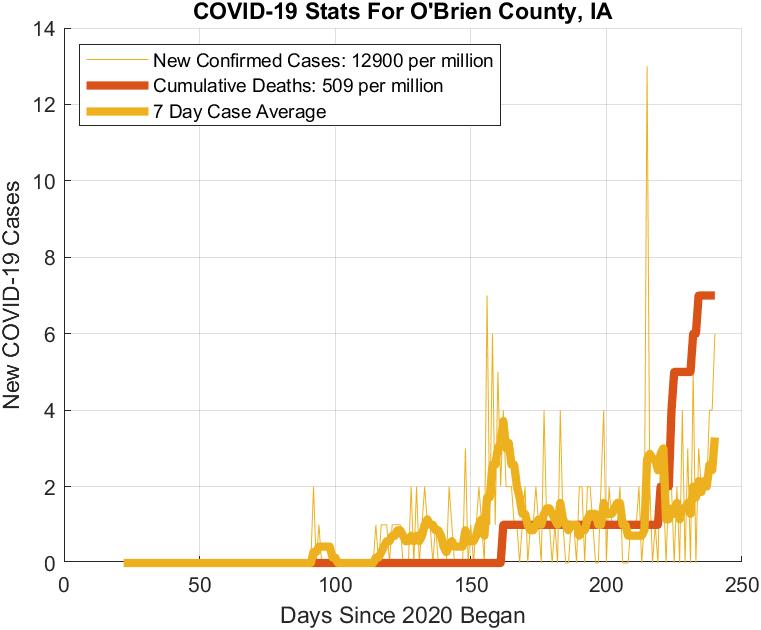 COVID-19 Stats For O'Brien County, IA
New Confirmed Cases: 12900 per million
Cumulative Deaths: 509 per million
7 Day Case Average
New COVID-19 Cases
14
12
10
8
6
4
2
0
0 50 100 150 200 250
Days Since 2020 Began